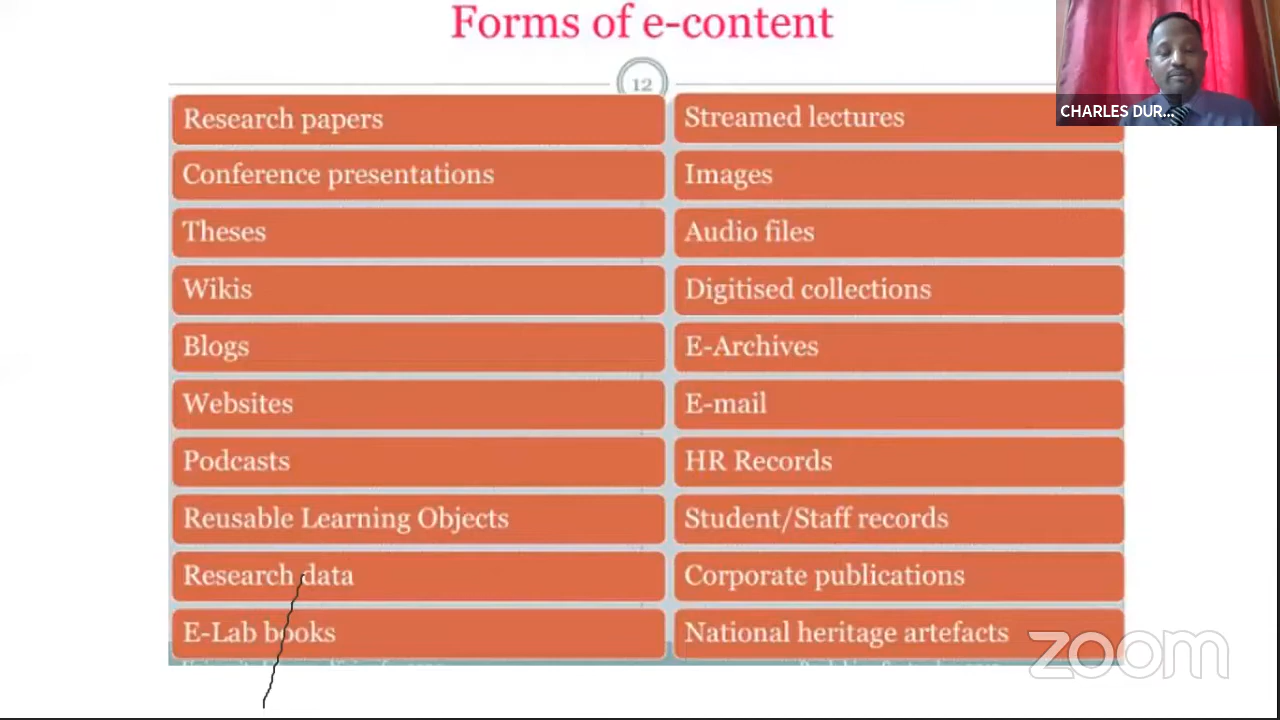 Forms of e-content
12
CHARLES DUR...
Research papers
Streamed lectures
Conference presentations
Images
Theses
Audio files
Wikis
Digitised collections
Blogs
E-Archives
Websites
E-mail
Podcasts
HR Records
Reusable Learning Objects
Student/Staff records
Research data
Corporate publications
E-Lab books
National heritage artefacts
zoom